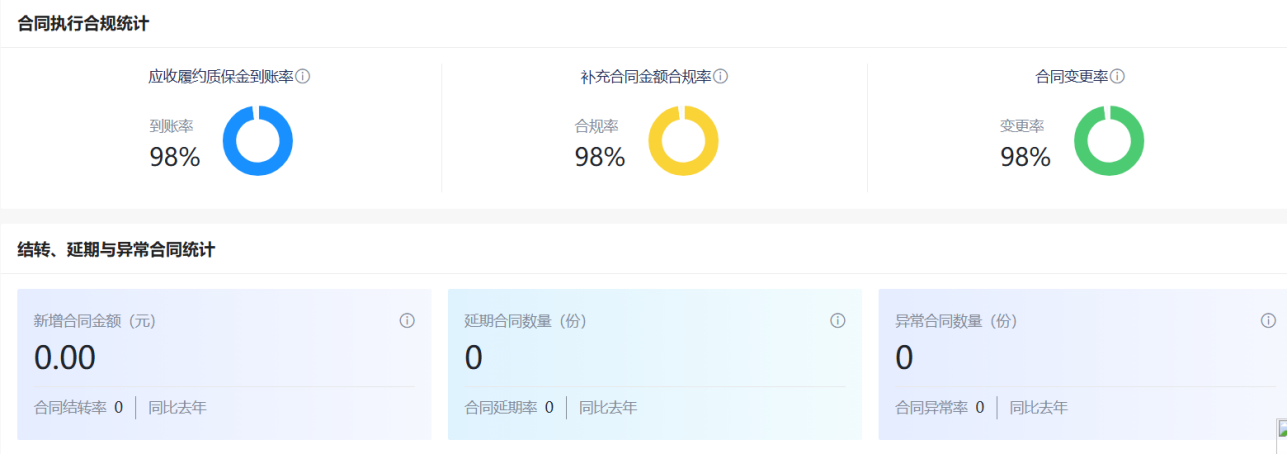 合同执行合规统计
应收履约质保金到账率
补充合同金额合规率
合同变更率
到账率
98%
合规率
98%
变更率
98%
结转、延期与异常合同统计
新增合同金额（元）
0.00
合同结转率 0 同比去年
延期合同数量（份）
0
合同延期率 0 同比去年
异常合同数量（份）
0
合同异常率 0 同比去年